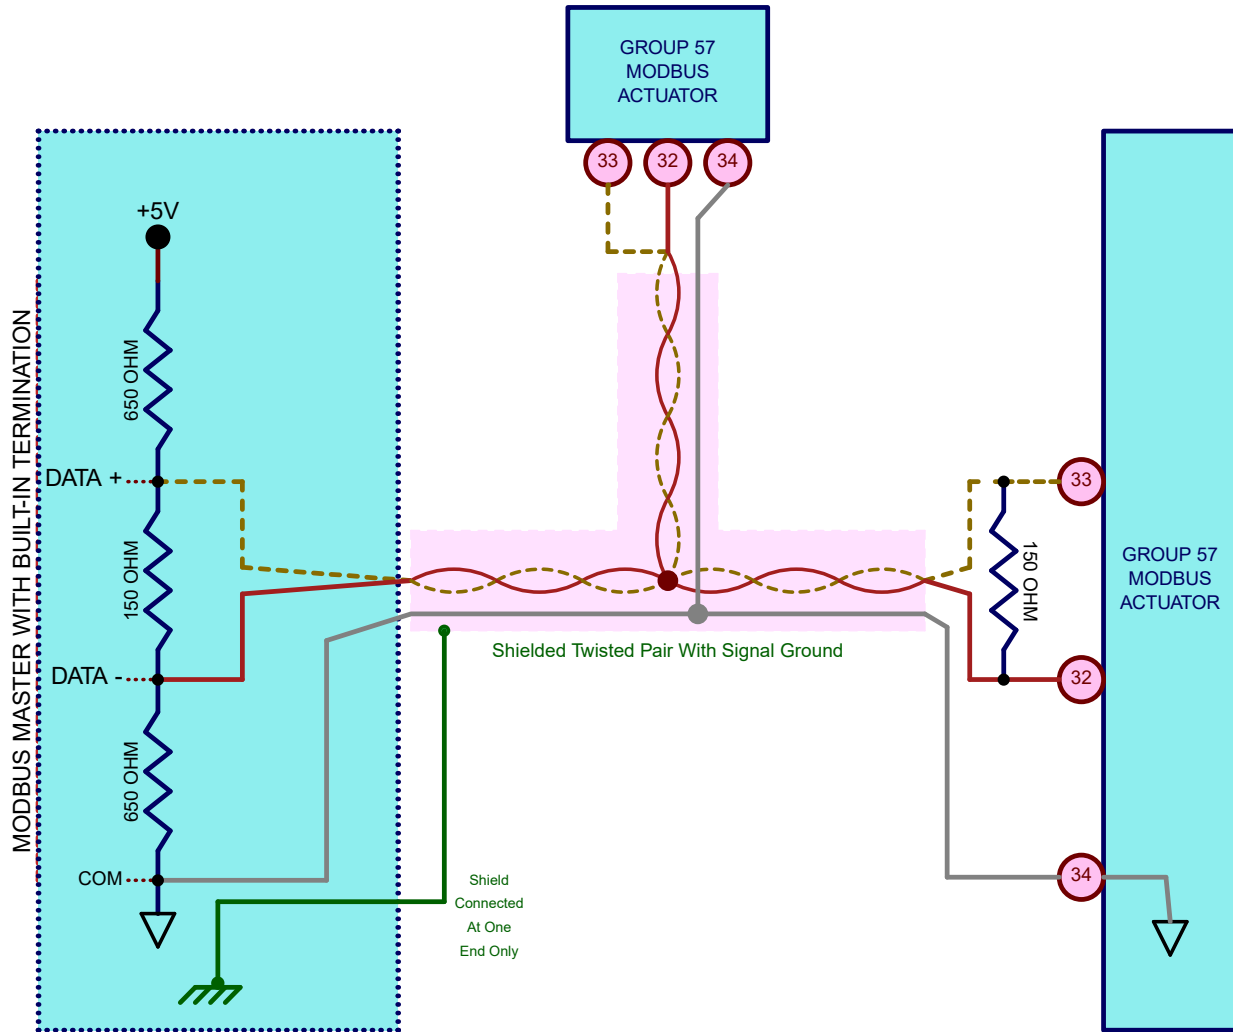 GROUP 57
MODBUS
ACTUATOR
33
32
34
+5V
MODBUS MASTER WITH BUILT-IN TERMINATION
650 OHM
DATA +
150 OHM
DATA -
650 OHM
COM
Shielded Twisted Pair With Signal Ground
Shield
Connected
At One
End Only
33
150 OHM
32
34
GROUP 57
MODBUS
ACTUATOR